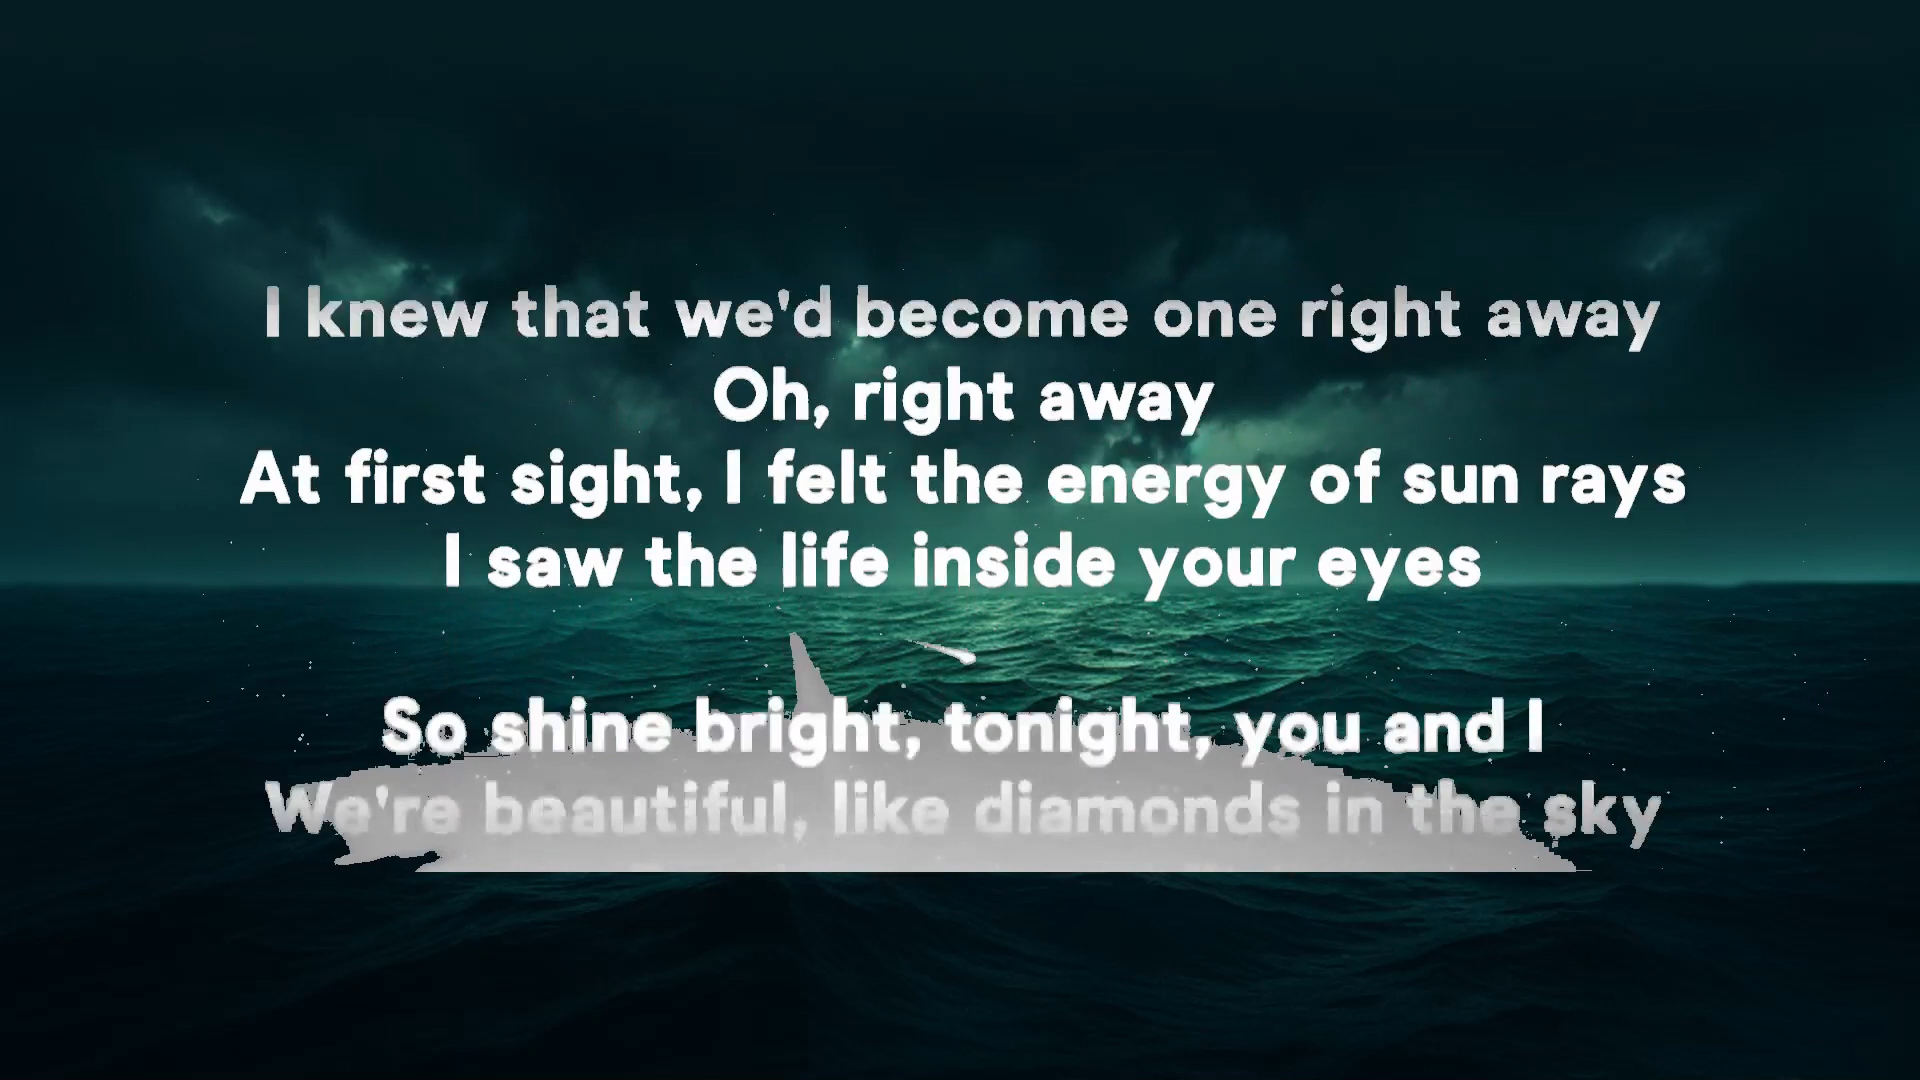 I knew that we'd become one right away
Oh, right away
At first sight, I felt the energy of sun rays
I saw the life inside your eyes
So shine bright, tonight, you and I
We're beautiful, like diamonds in the sky